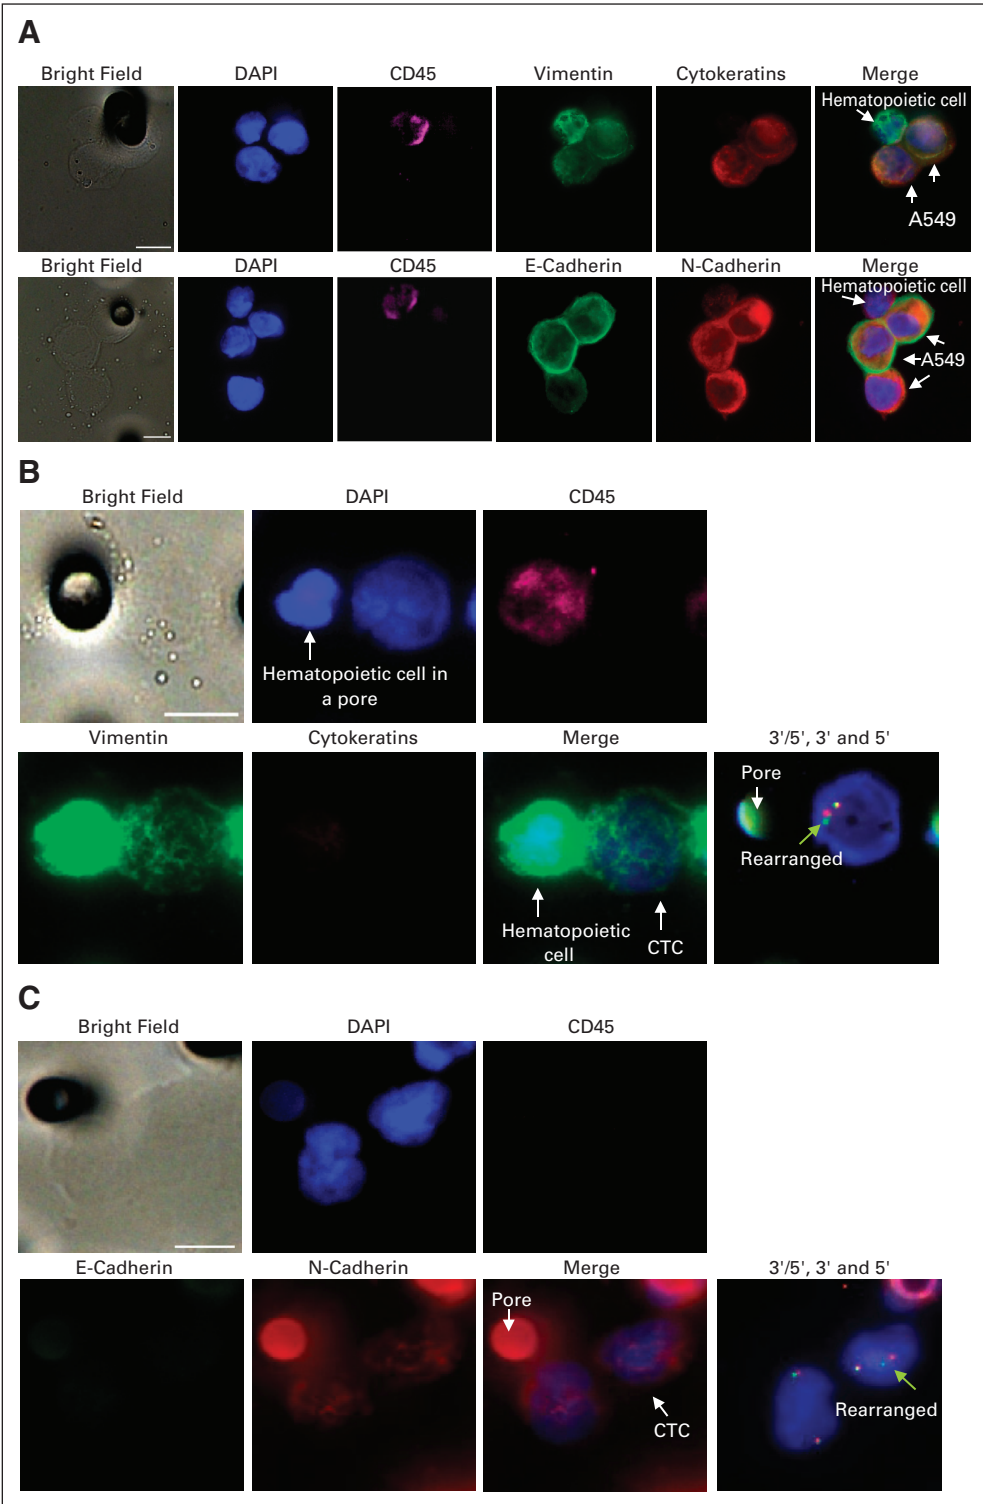 A
Bright Field DAPI CD45 Vimentin Cytokeratins Merge
Hematopoietic cell
A549
Bright Field DAPI CD45 E-Cadherin N-Cadherin Merge
Hematopoietic cell
A549
B
Bright Field DAPI CD45
Hematopoietic cell in
a pore
Vimentin Cytokeratins Merge 3'/5', 3' and 5'
Pore
Rearranged
Hematopoietic
cell
CTC
C
Bright Field DAPI CD45
E-Cadherin N-Cadherin Merge 3'/5', 3' and 5'
Pore
CTC
Rearranged